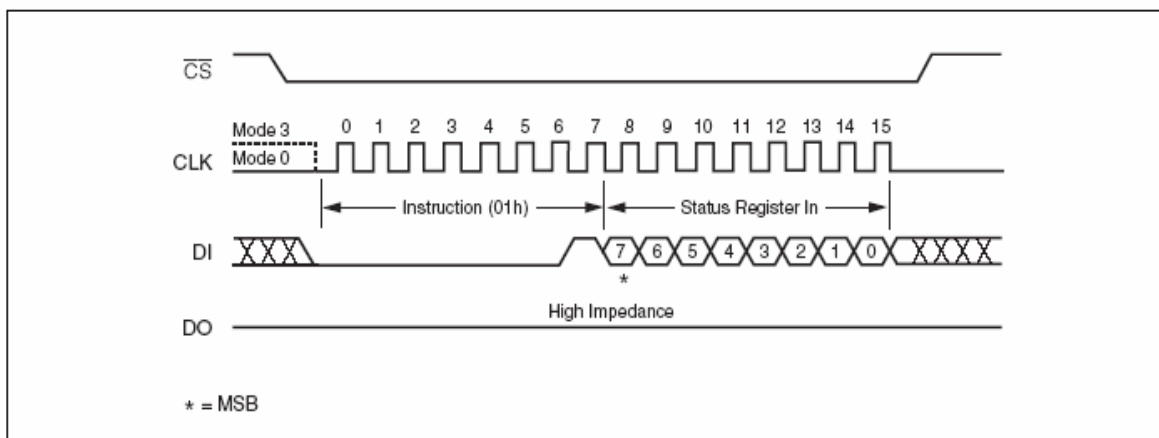 CS
Mode 3
0 1 2 3 4 5 6 7 8 9 10 11 12 13 14 15
CLK
Mode 0
Instruction (01h)
Status Register In
DI
7 6 5 4 3 2 1 0
*
High Impedance
DO
* = MSB